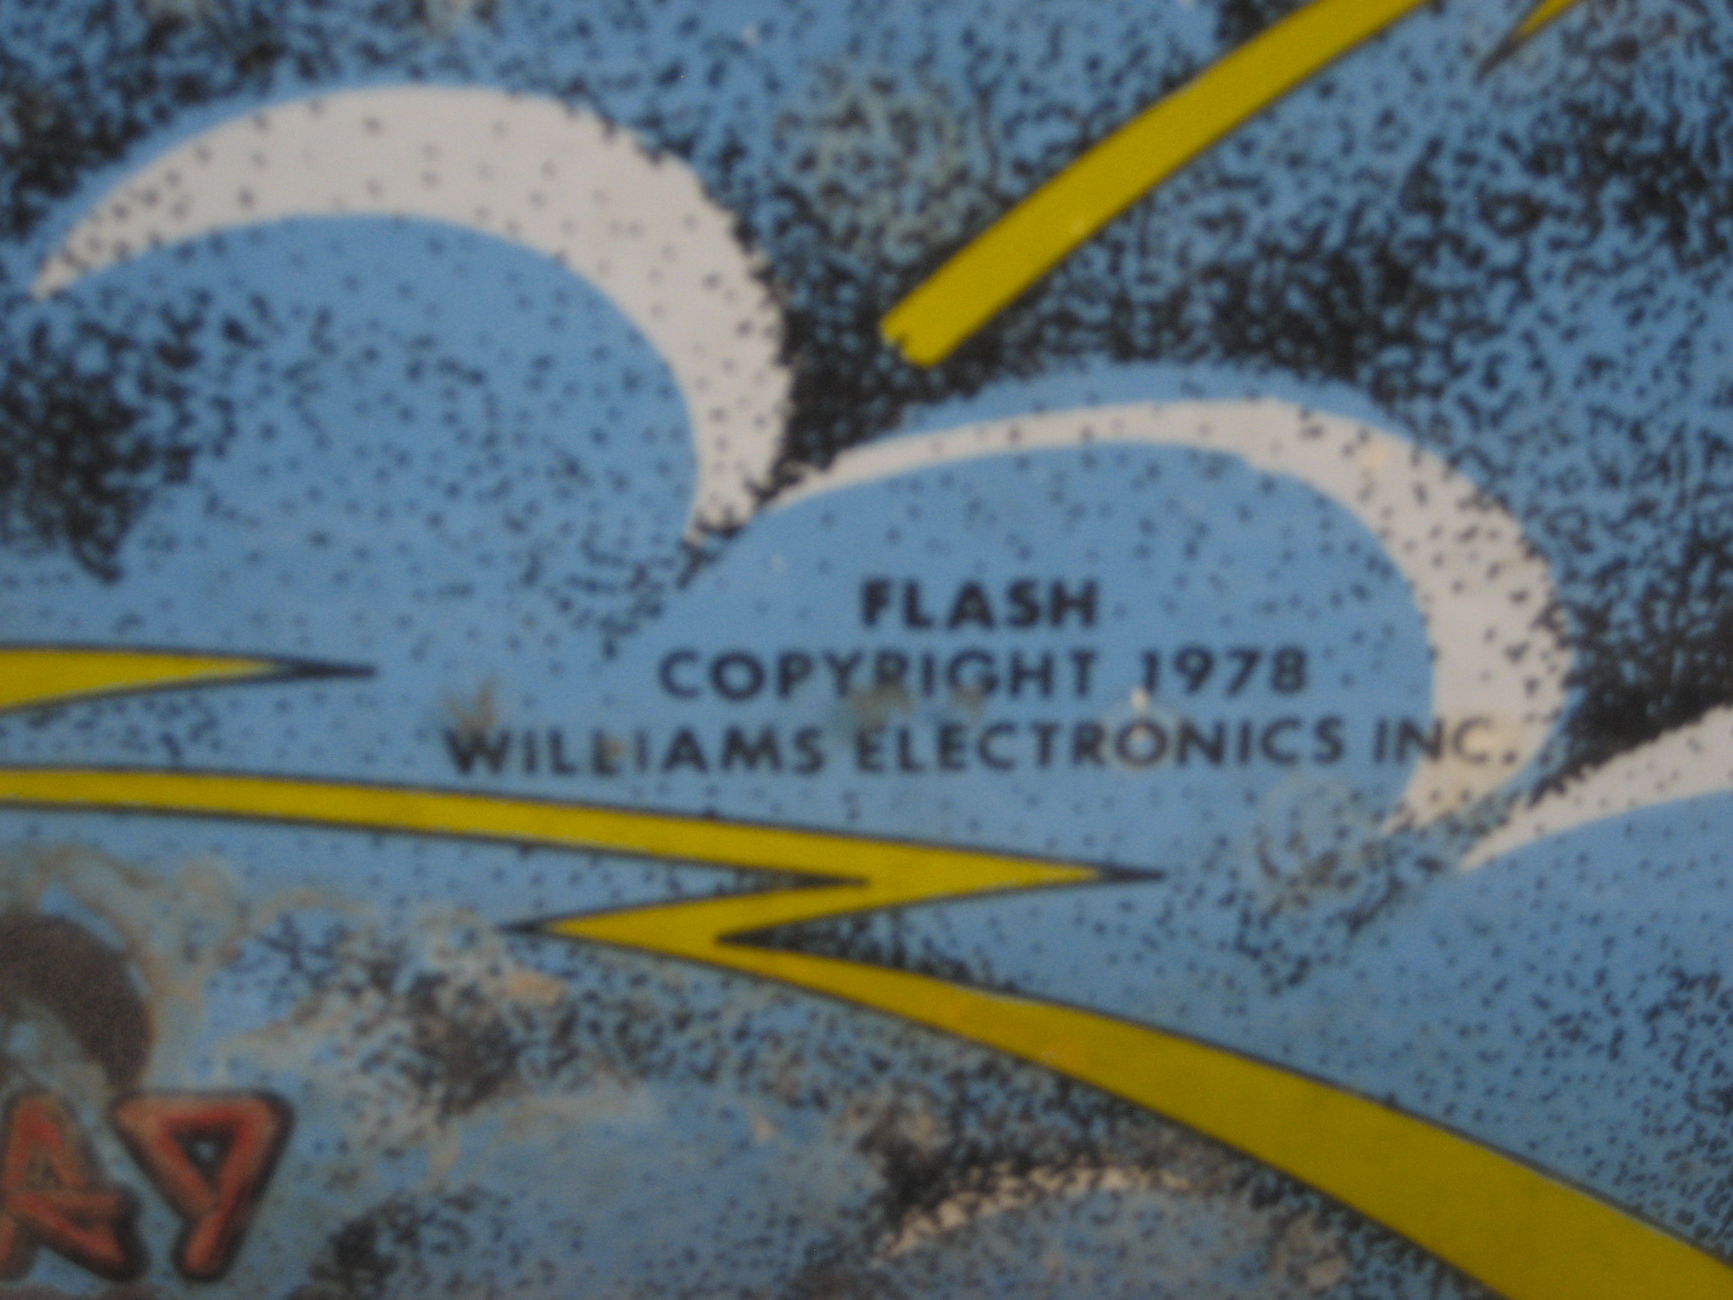 FLASH
COPYRIGHT 1978
WILLIAMS ELECTRONICS INC.